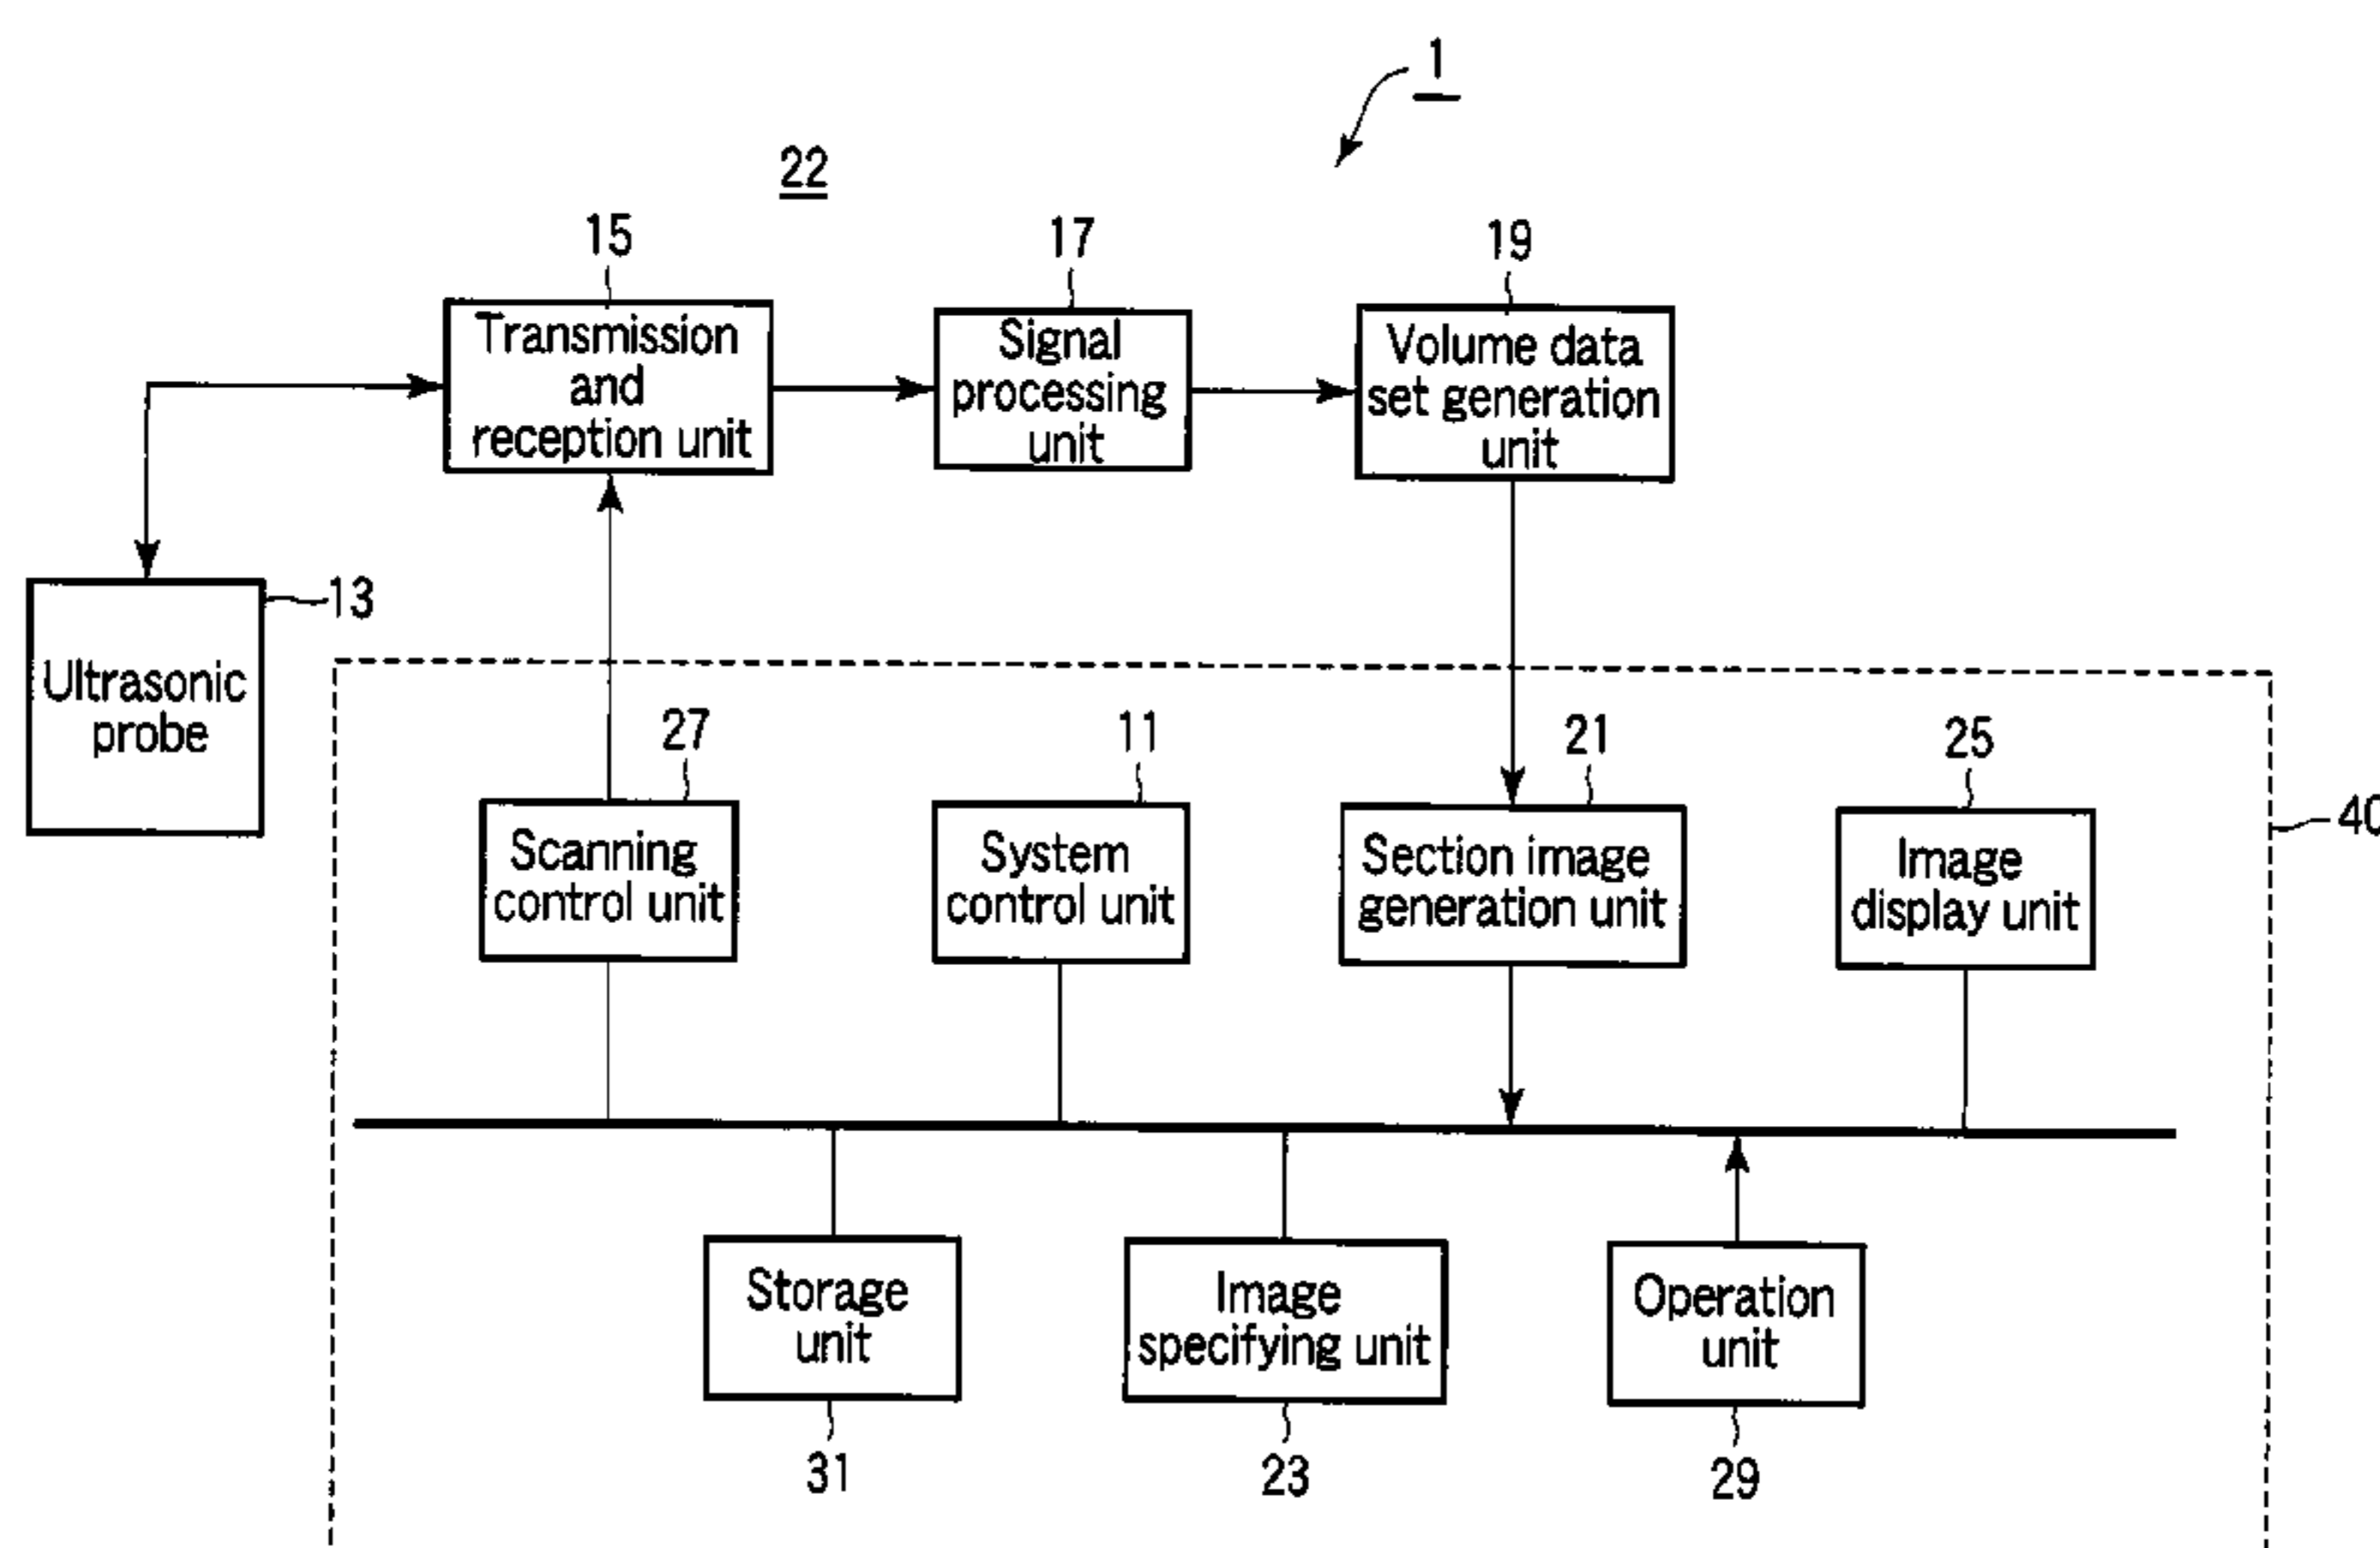 1
22
15
17
19
Transmission
and
reception unit
Signal
processing
unit
Volume data
set generation
unit
13
Ultrasonic
probe
27
11
21
25
40
Scanning
control unit
System
control unit
Section image
generation unit
Image
display unit
Storage
unit
Image
specifying unit
Operation
unit
31
23
29